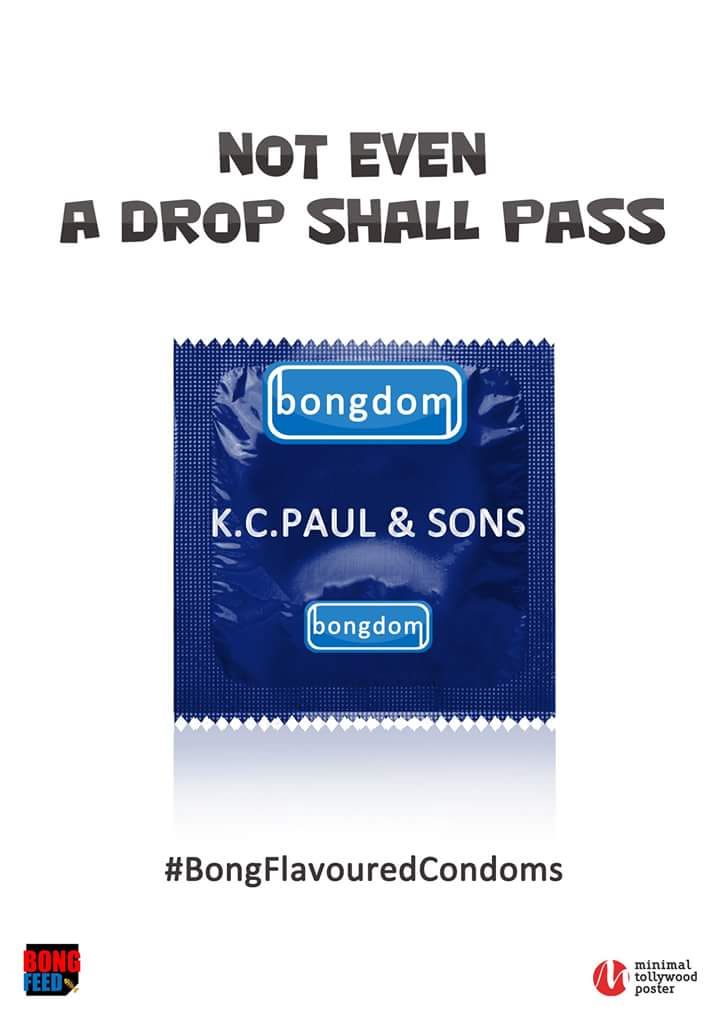 NOT EVEN
A DROP SHALL PASS
bongdom
K.C.PAUL & SONS
bongdom
#BongFlavouredCondoms
BONG
FEED
minimal
tollywood
poster